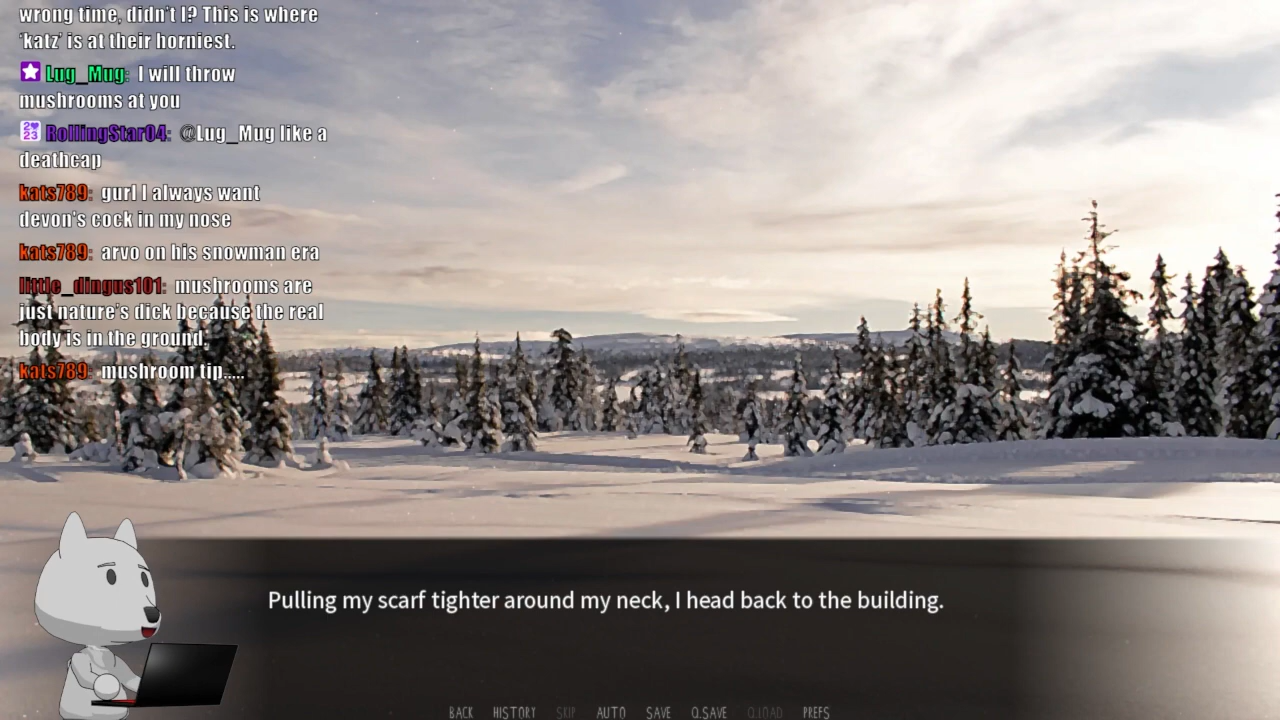 wrong time, didn't I? This is where
'katz' is at their horniest.
Lug_Mug: I will throw
mushrooms at you
2 23 RollingStar04: @Lug_Mug like a
deathcap
kats789: gurl I always want
devon's cock in my nose
kats789: arvo on his snowman era
little_dingus101: mushrooms are
just nature's dick because the real
body is in the ground.
kats789: mushroom tip.....
Pulling my scarf tighter around my neck, I head back to the building.
BACK HISTORY SKIP AUTO SAVE Q.SAVE Q.LOAD PREFS